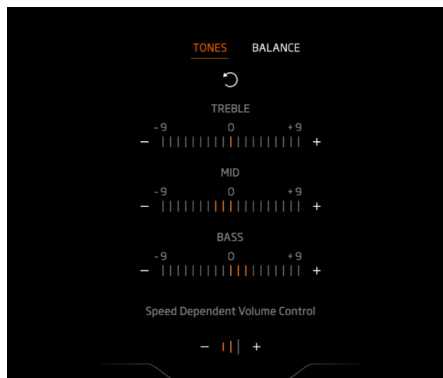 TONES BALANCE
TREBLE
-9 0 +9
- +
MID
-9 0 +9
- +
BASS
-9 0 +9
- +
Speed Dependent Volume Control
- +